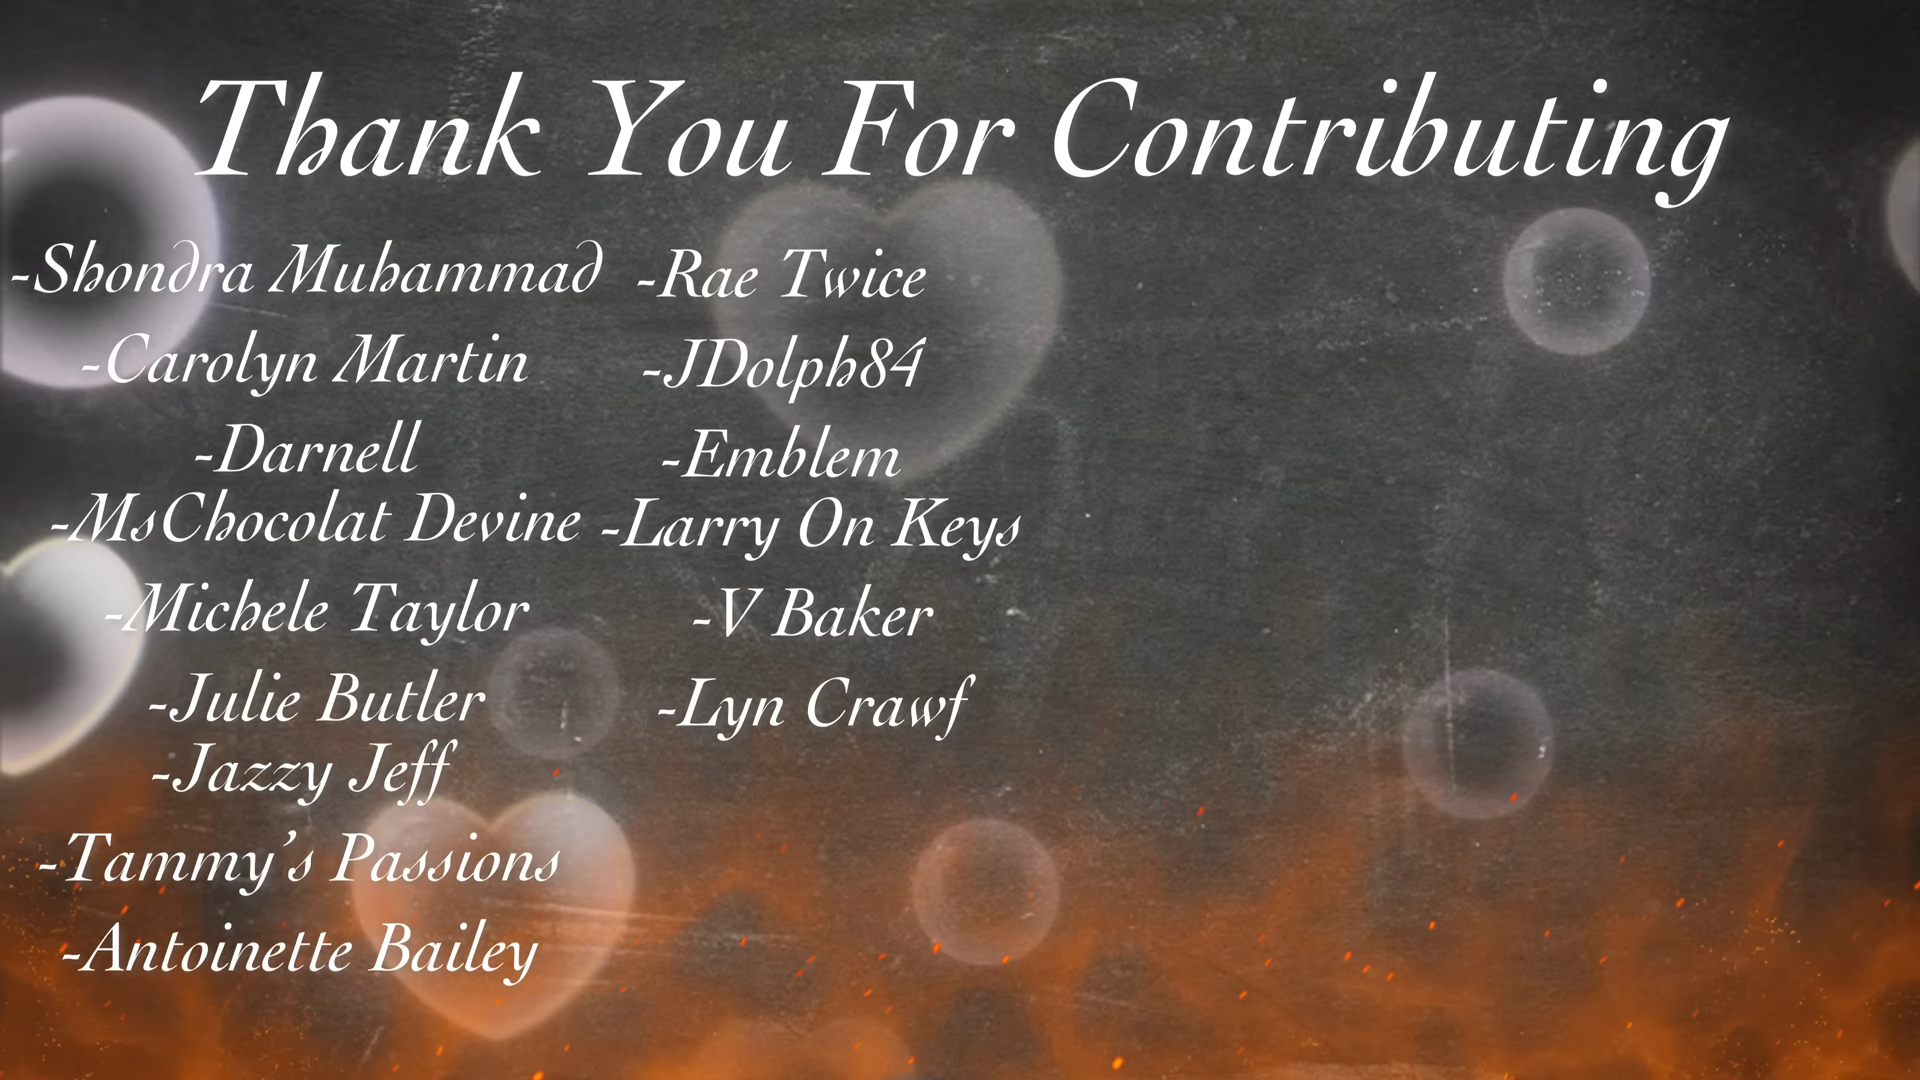 Thank You For Contributing
-Shondra Muhammad
-Carolyn Martin
-Darnell
-MsChocolat Devine
-Michele Taylor
-Julie Butler
-Jazzy Jeff
-Tammy's Passions
-Antoinette Bailey
-Rae Twice
-JDolph84
-Emblem
-Larry On Keys
-V Baker
-Lyn Crawf